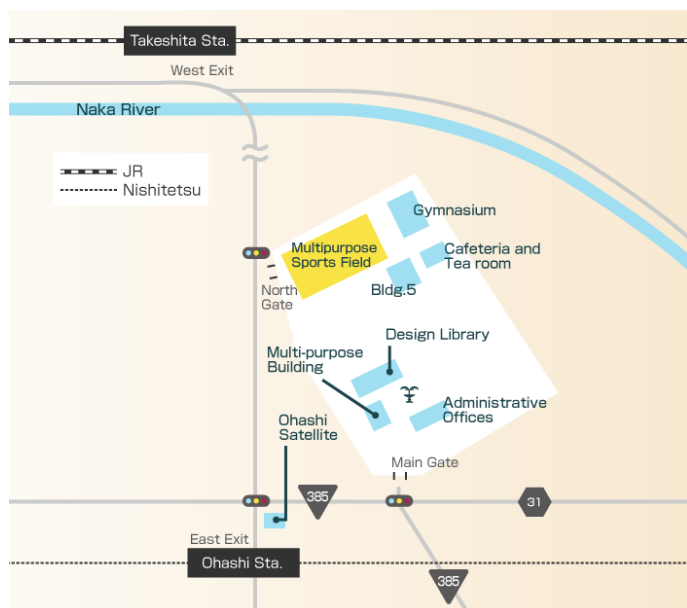 Takeshita Sta.
West Exit
Naka River
JR
Nishitetsu
Gymnasium
Multipurpose
Sports Field
Cafeteria and
Tea room
North
Gate
Bldg.5
Design Library
Multi-purpose
Building
Administrative
Offices
Ohashi
Satellite
Main Gate
385
31
East Exit
Ohashi Sta.
385